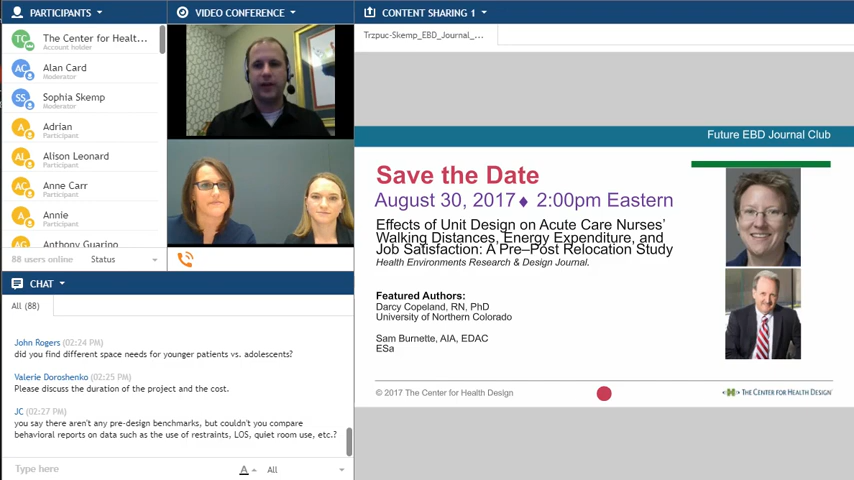 PARTICIPANTS
TC
The Center for Healt...
Account holder
AC
Alan Card
Moderator
SS
Sophia Skemp
Moderator
A
Adrian
Participant
AL
Alison Leonard
Participant
AC
Anne Carr
Participant
A
Annie
Participant
Anthony Guarino
88 users online
Status
VIDEO CONFERENCE
CHAT
All (88)
John Rogers (02:24 PM)
did you find different space needs for younger patients vs. adolescents?
Valerie Doroshenko (02:25 PM)
Please discuss the duration of the project and the cost.
JC (02:27 PM)
you say there aren't any pre-design benchmarks, but couldn't you compare
behavioral reports on data such as the use of restraints, LOS, quiet room use, etc.?
Type here
A
All
CONTENT SHARING 1
Trzpuc-Skemp_EBD_Journal_...
Future EBD Journal Club
Save the Date
August 30, 2017♦ 2:00pm Eastern
Effects of Unit Design on Acute Care Nurses'
Walking Distances, Energy Expenditure, and
Job Satisfaction: A Pre–Post Relocation Study
Health Environments Research & Design Journal.
Featured Authors:
Darcy Copeland, RN, PhD
University of Northern Colorado
Sam Burnette, AIA, EDAC
ESa
© 2017 The Center for Health Design
THE CENTER FOR HEALTH DESIGN